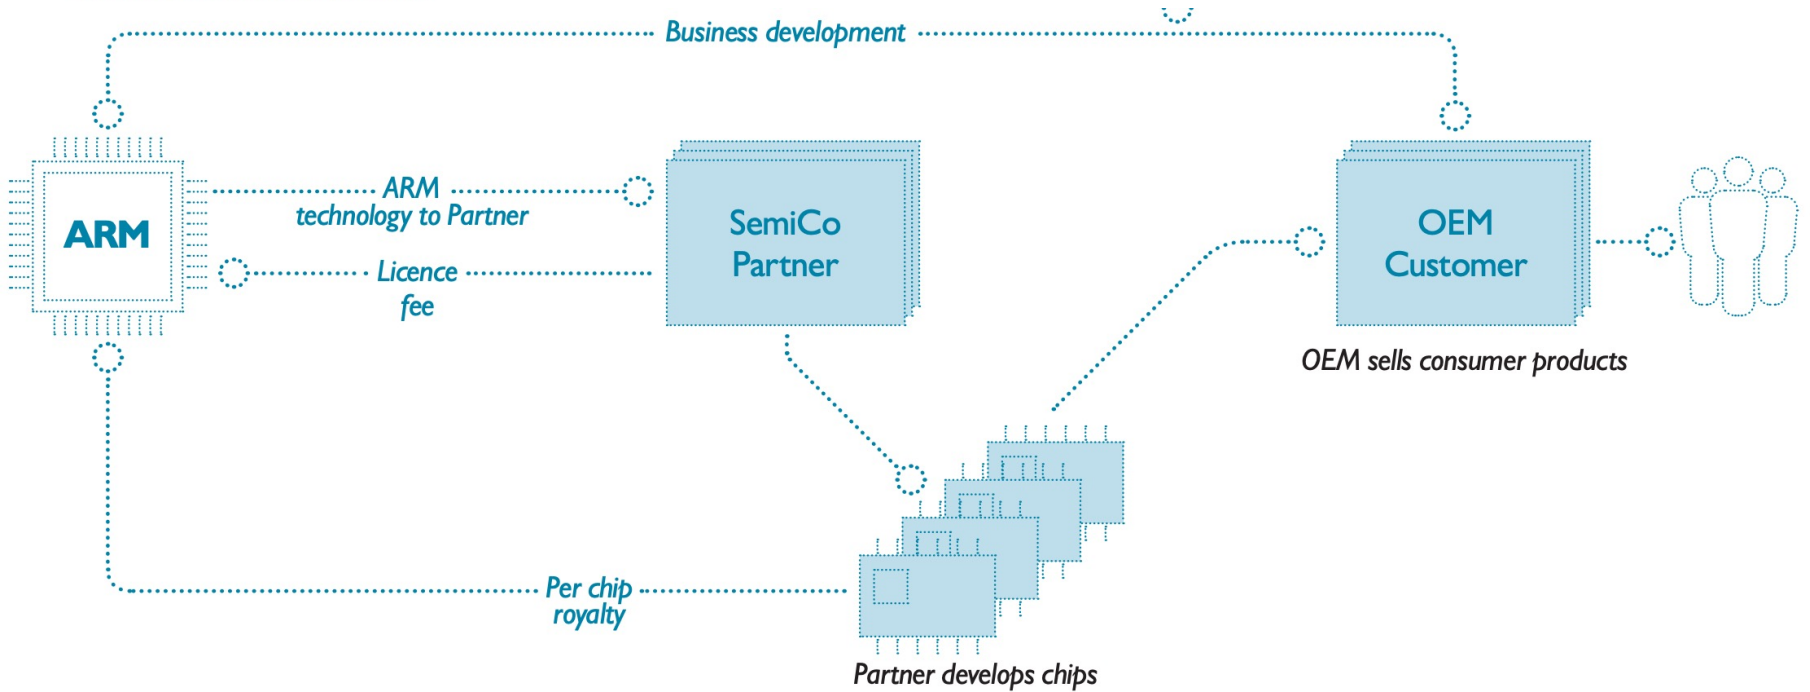 Business development
ARM
ARM
technology to Partner
Licence
fee
SemiCo
Partner
OEM
Customer
OEM sells consumer products
Per chip
royalty
Partner develops chips